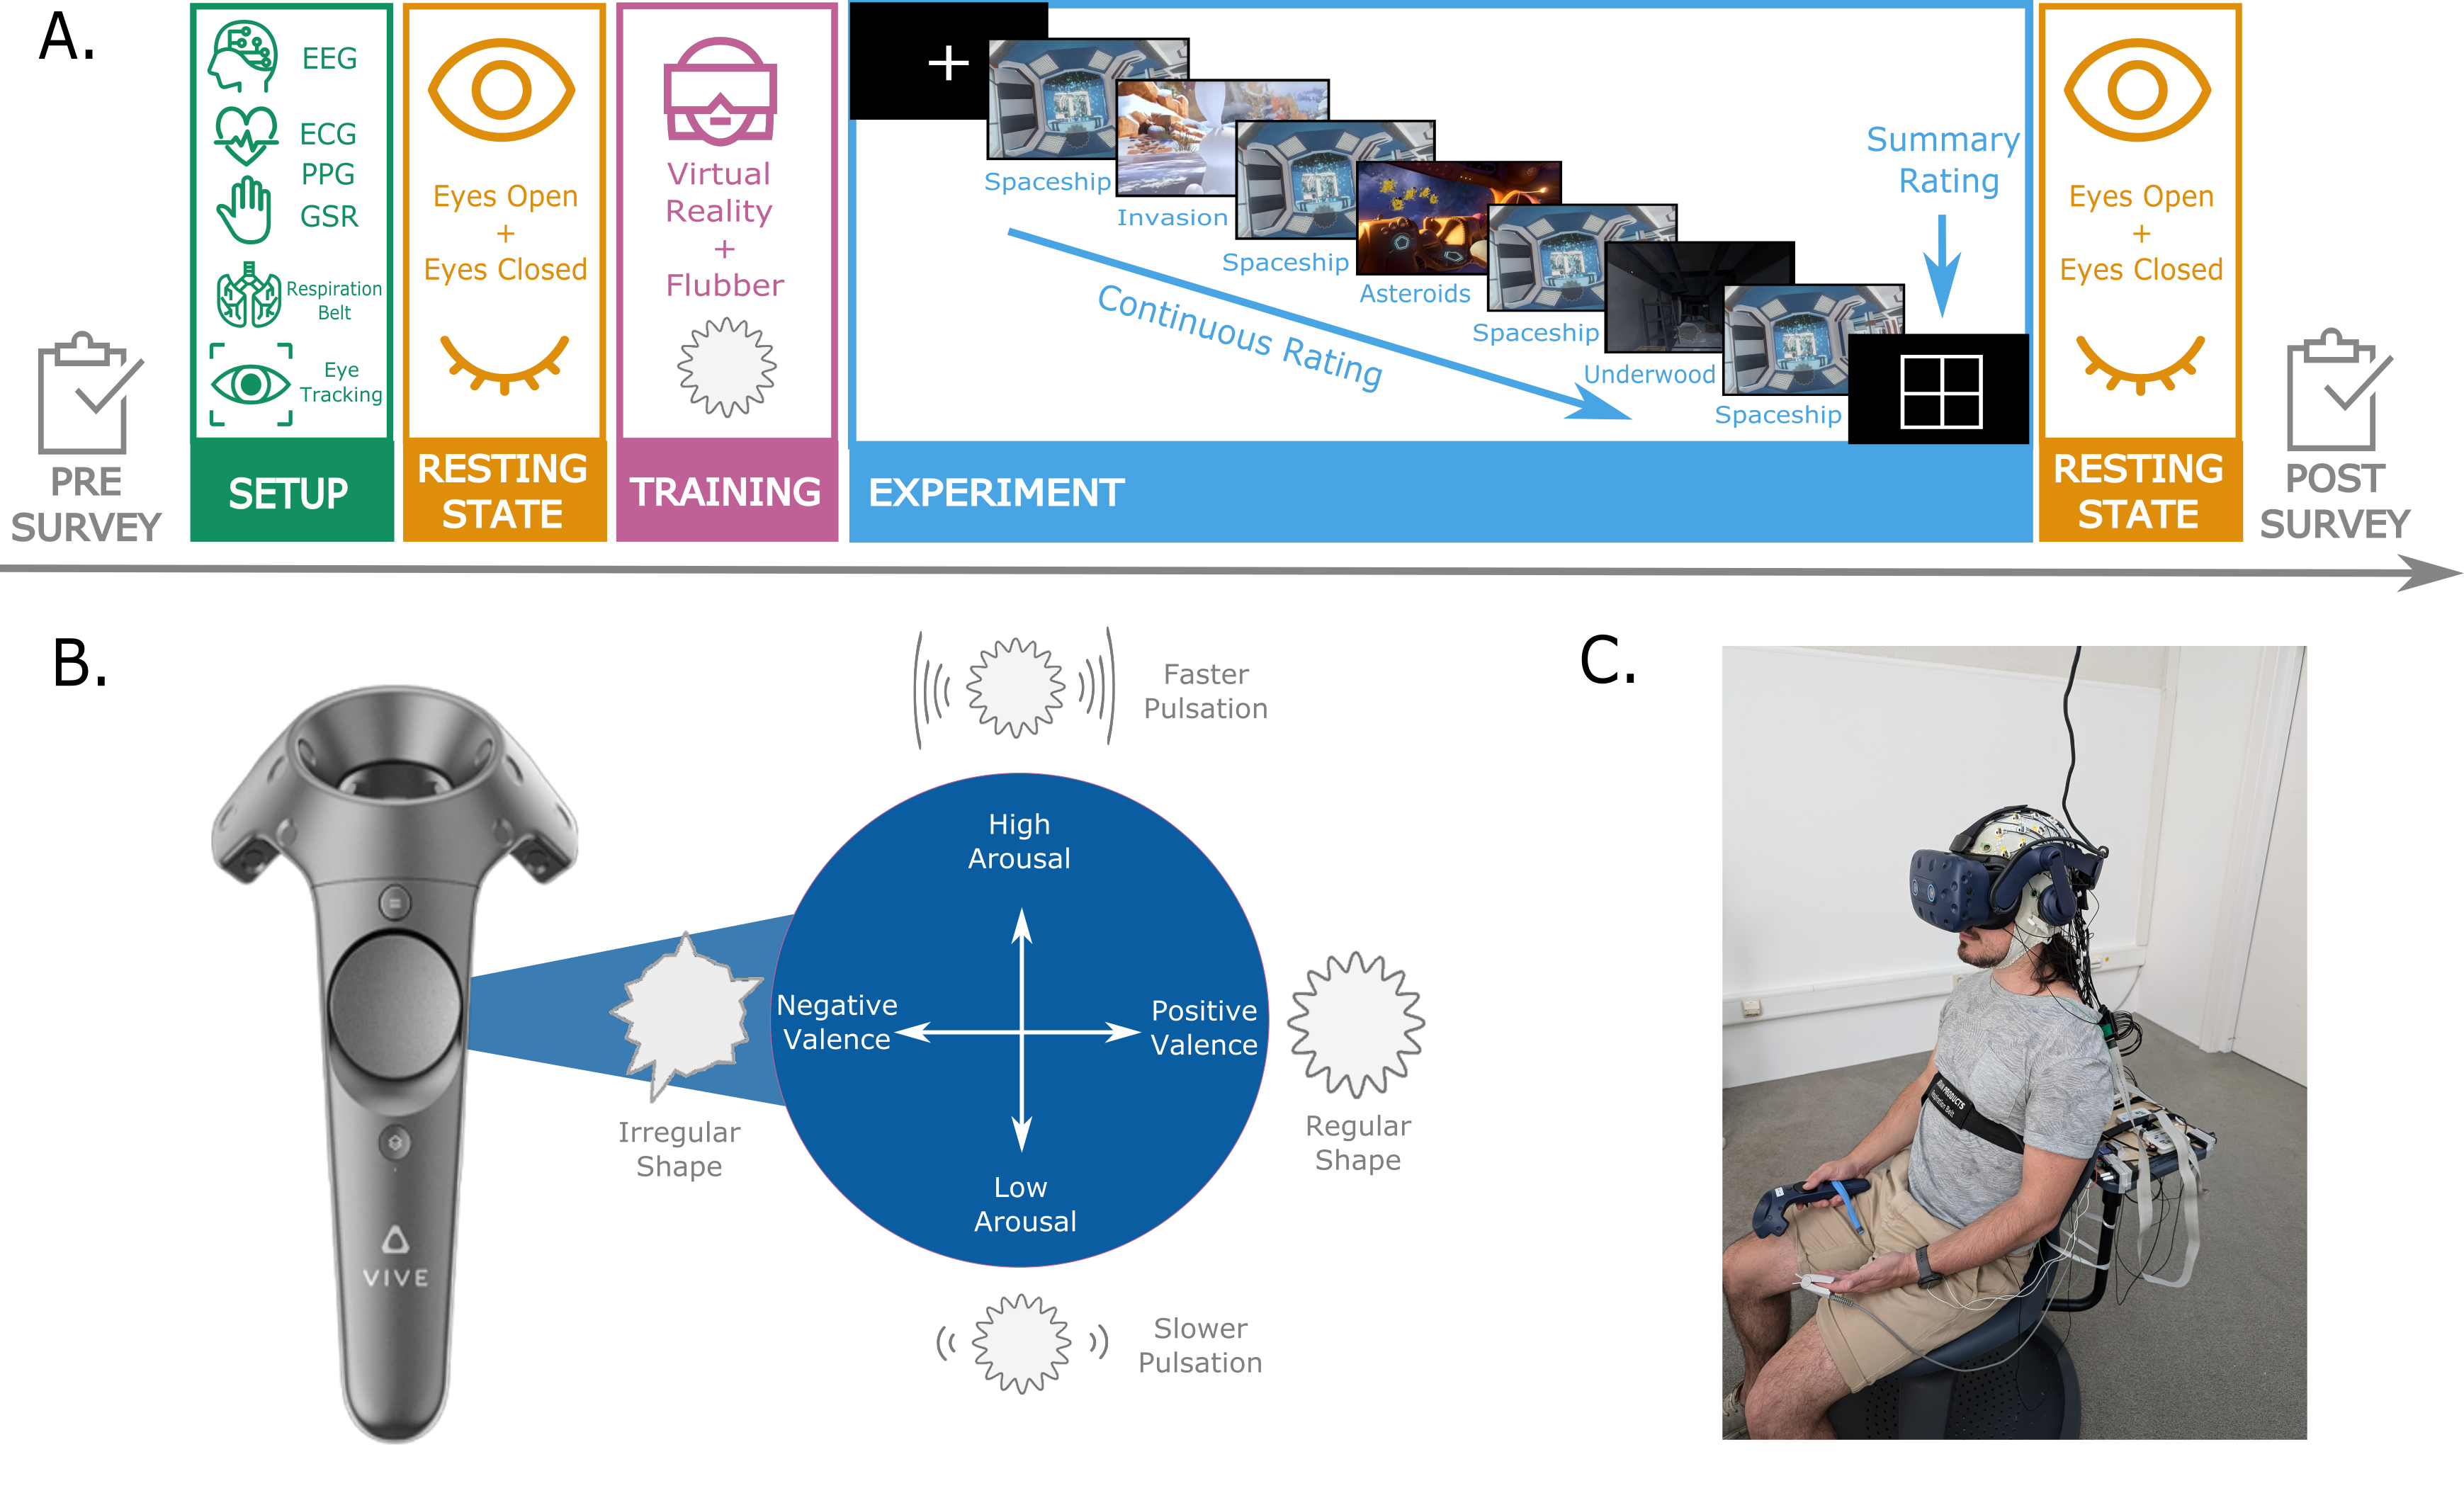 A.
PRE
SURVEY
EEG
ECG
PPG
GSR
Respiration
Belt
Eye
Tracking
SETUP
Eyes Open
+
Eyes Closed
RESTING
STATE
Virtual
Reality
+
Flubber
TRAINING
Spaceship
Invasion
Spaceship
Asteroids
Spaceship
Underwood
Spaceship
Continuous Rating
Summary
Rating
EXPERIMENT
Eyes Open
+
Eyes Closed
RESTING
STATE
POST
SURVEY
B.
VIVE
Faster
Pulsation
High
Arousal
Negative
Valence
Positive
Valence
Low
Arousal
Irregular
Shape
Regular
Shape
Slower
Pulsation
C.
PRODUCTS
Respiration Belt